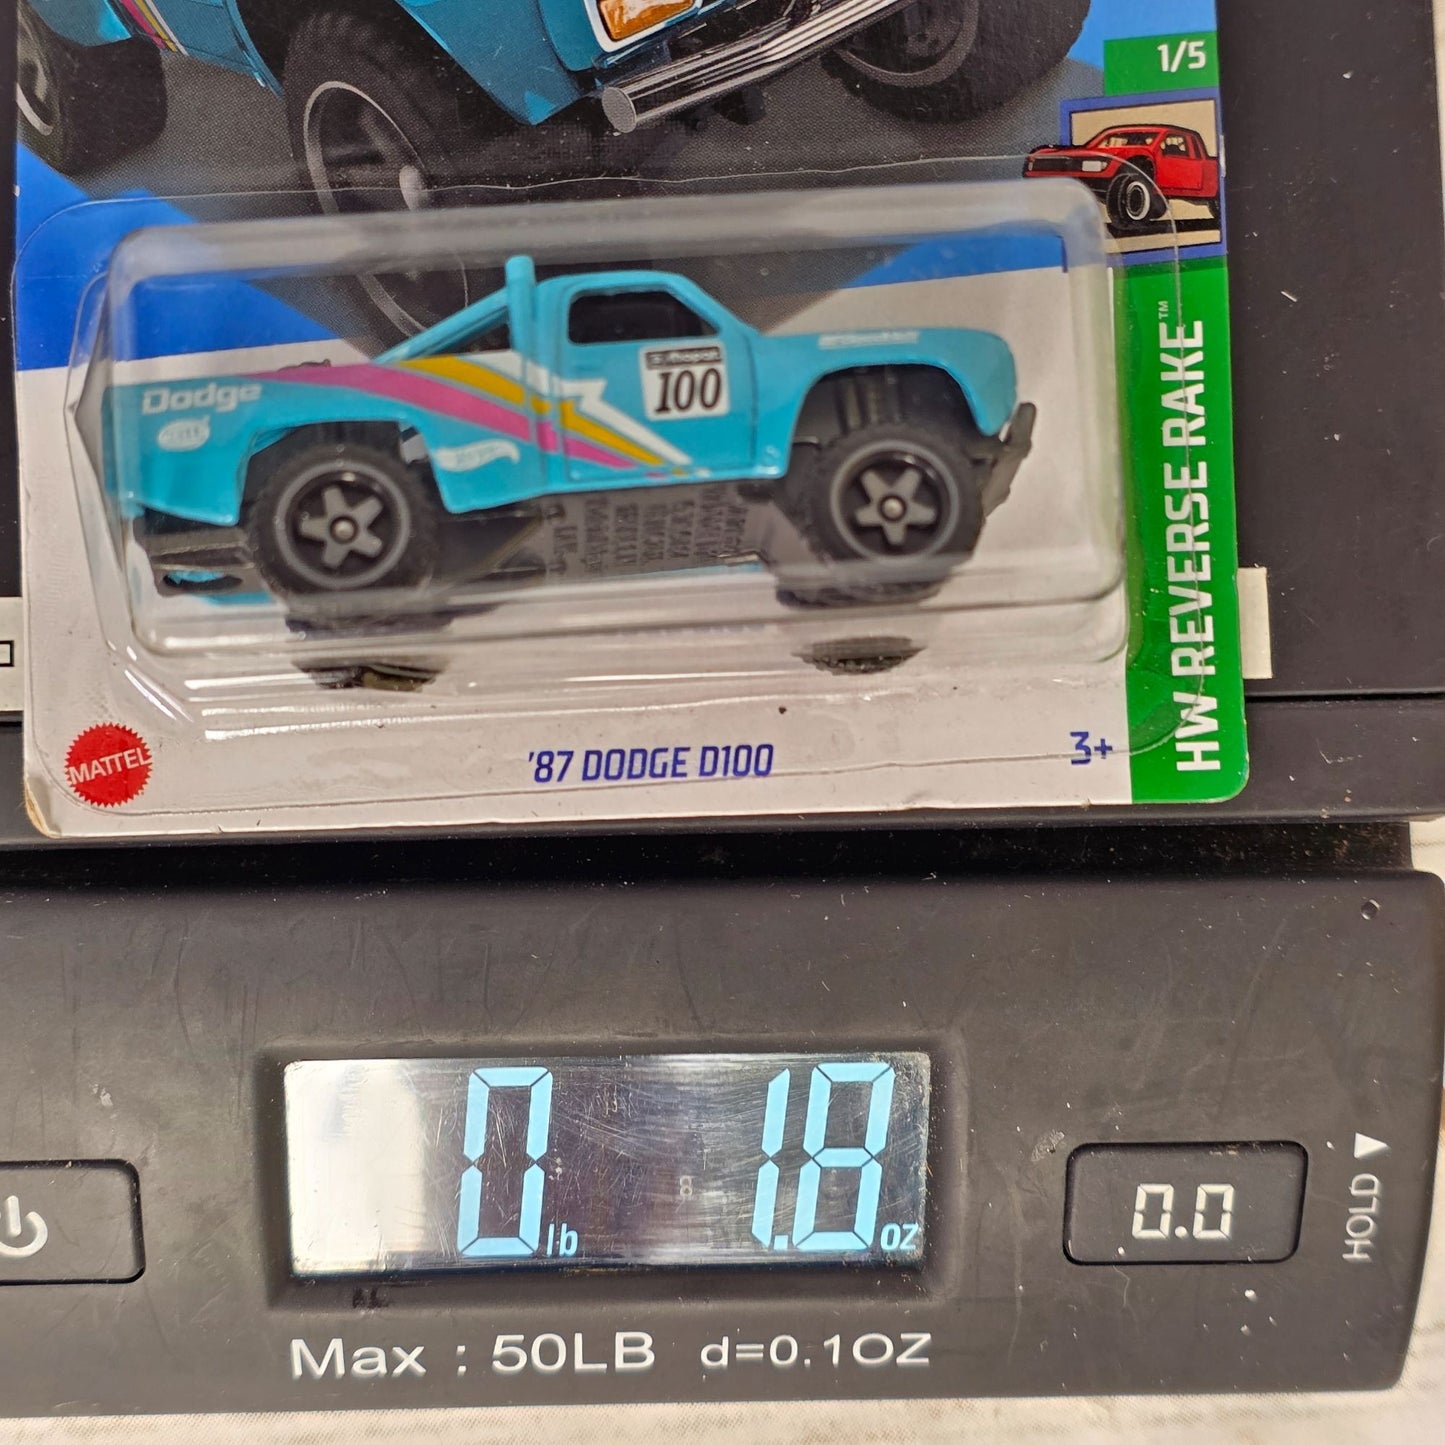 1/5
HW REVERSE RAKE™
Dodge
Mopar
100
MATTEL
'87 DODGE D100
3+
0 lb 1.8 oz
0.0
HOLD
Max : 50LB d=0.1OZ